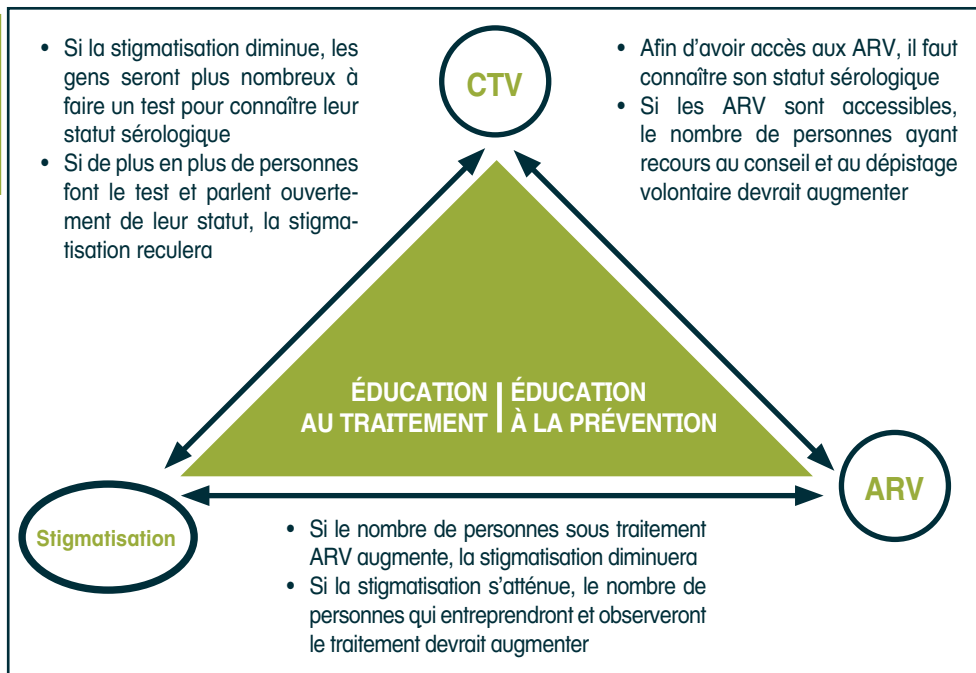 • Si la stigmatisation diminue, les
gens seront plus nombreux à
faire un test pour connaître leur
statut sérologique
• Si de plus en plus de personnes
font le test et parlent ouverte-
ment de leur statut, la stigma-
tisation reculera
CTV
• Afin d'avoir accès aux ARV, il faut
connaître son statut sérologique
• Si les ARV sont accessibles,
le nombre de personnes ayant
recours au conseil et au dépistage
volontaire devrait augmenter
ÉDUCATION
AU TRAITEMENT
ÉDUCATION
À LA PRÉVENTION
Stigmatisation
ARV
• Si le nombre de personnes sous traitement
ARV augmente, la stigmatisation diminuera
• Si la stigmatisation s'atténue, le nombre de
personnes qui entreprendront et observeront
le traitement devrait augmenter